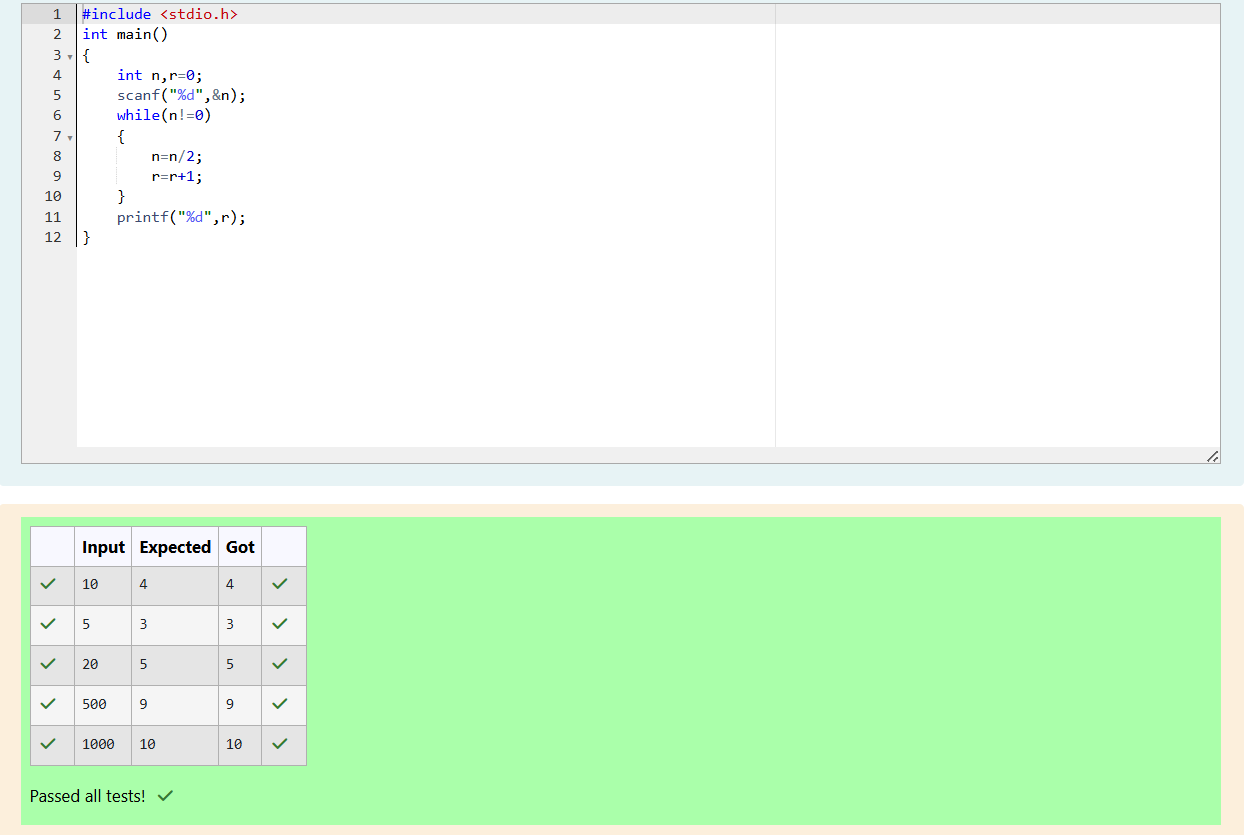 1 #include <stdio.h>
2 int main()
3 {
4     int n,r=0;
5     scanf("%d",&n);
6     while(n!=0)
7     {
8         n=n/2;
9         r=r+1;
10     }
11     printf("%d",r);
12 }
Input Expected Got
10 4 4
5 3 3
20 5 5
500 9 9
1000 10 10
Passed all tests!